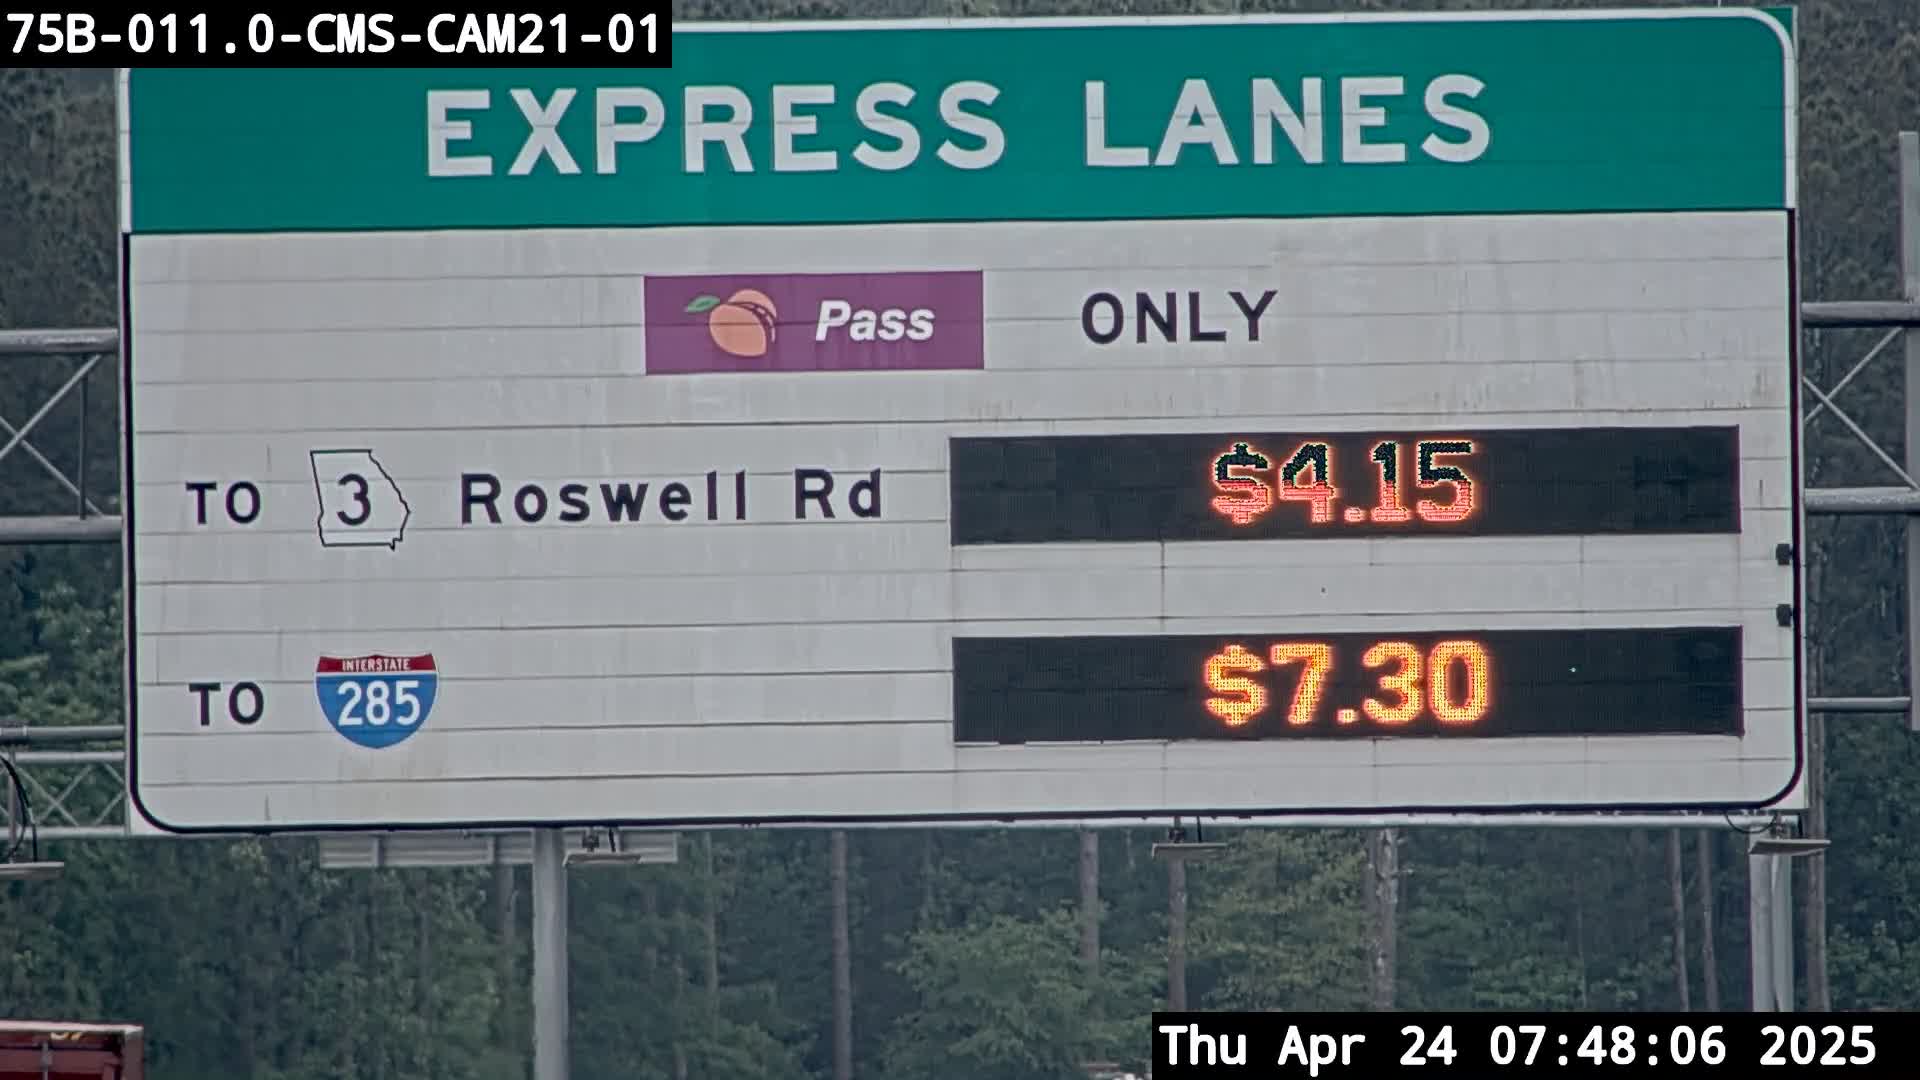 75B-011.0-CMS-CAM21-01
EXPRESS LANES
Pass ONLY
TO 3 Roswell Rd $4.15
INTERSTATE
TO 285 $7.30
Thu Apr 24 07:48:06 2025